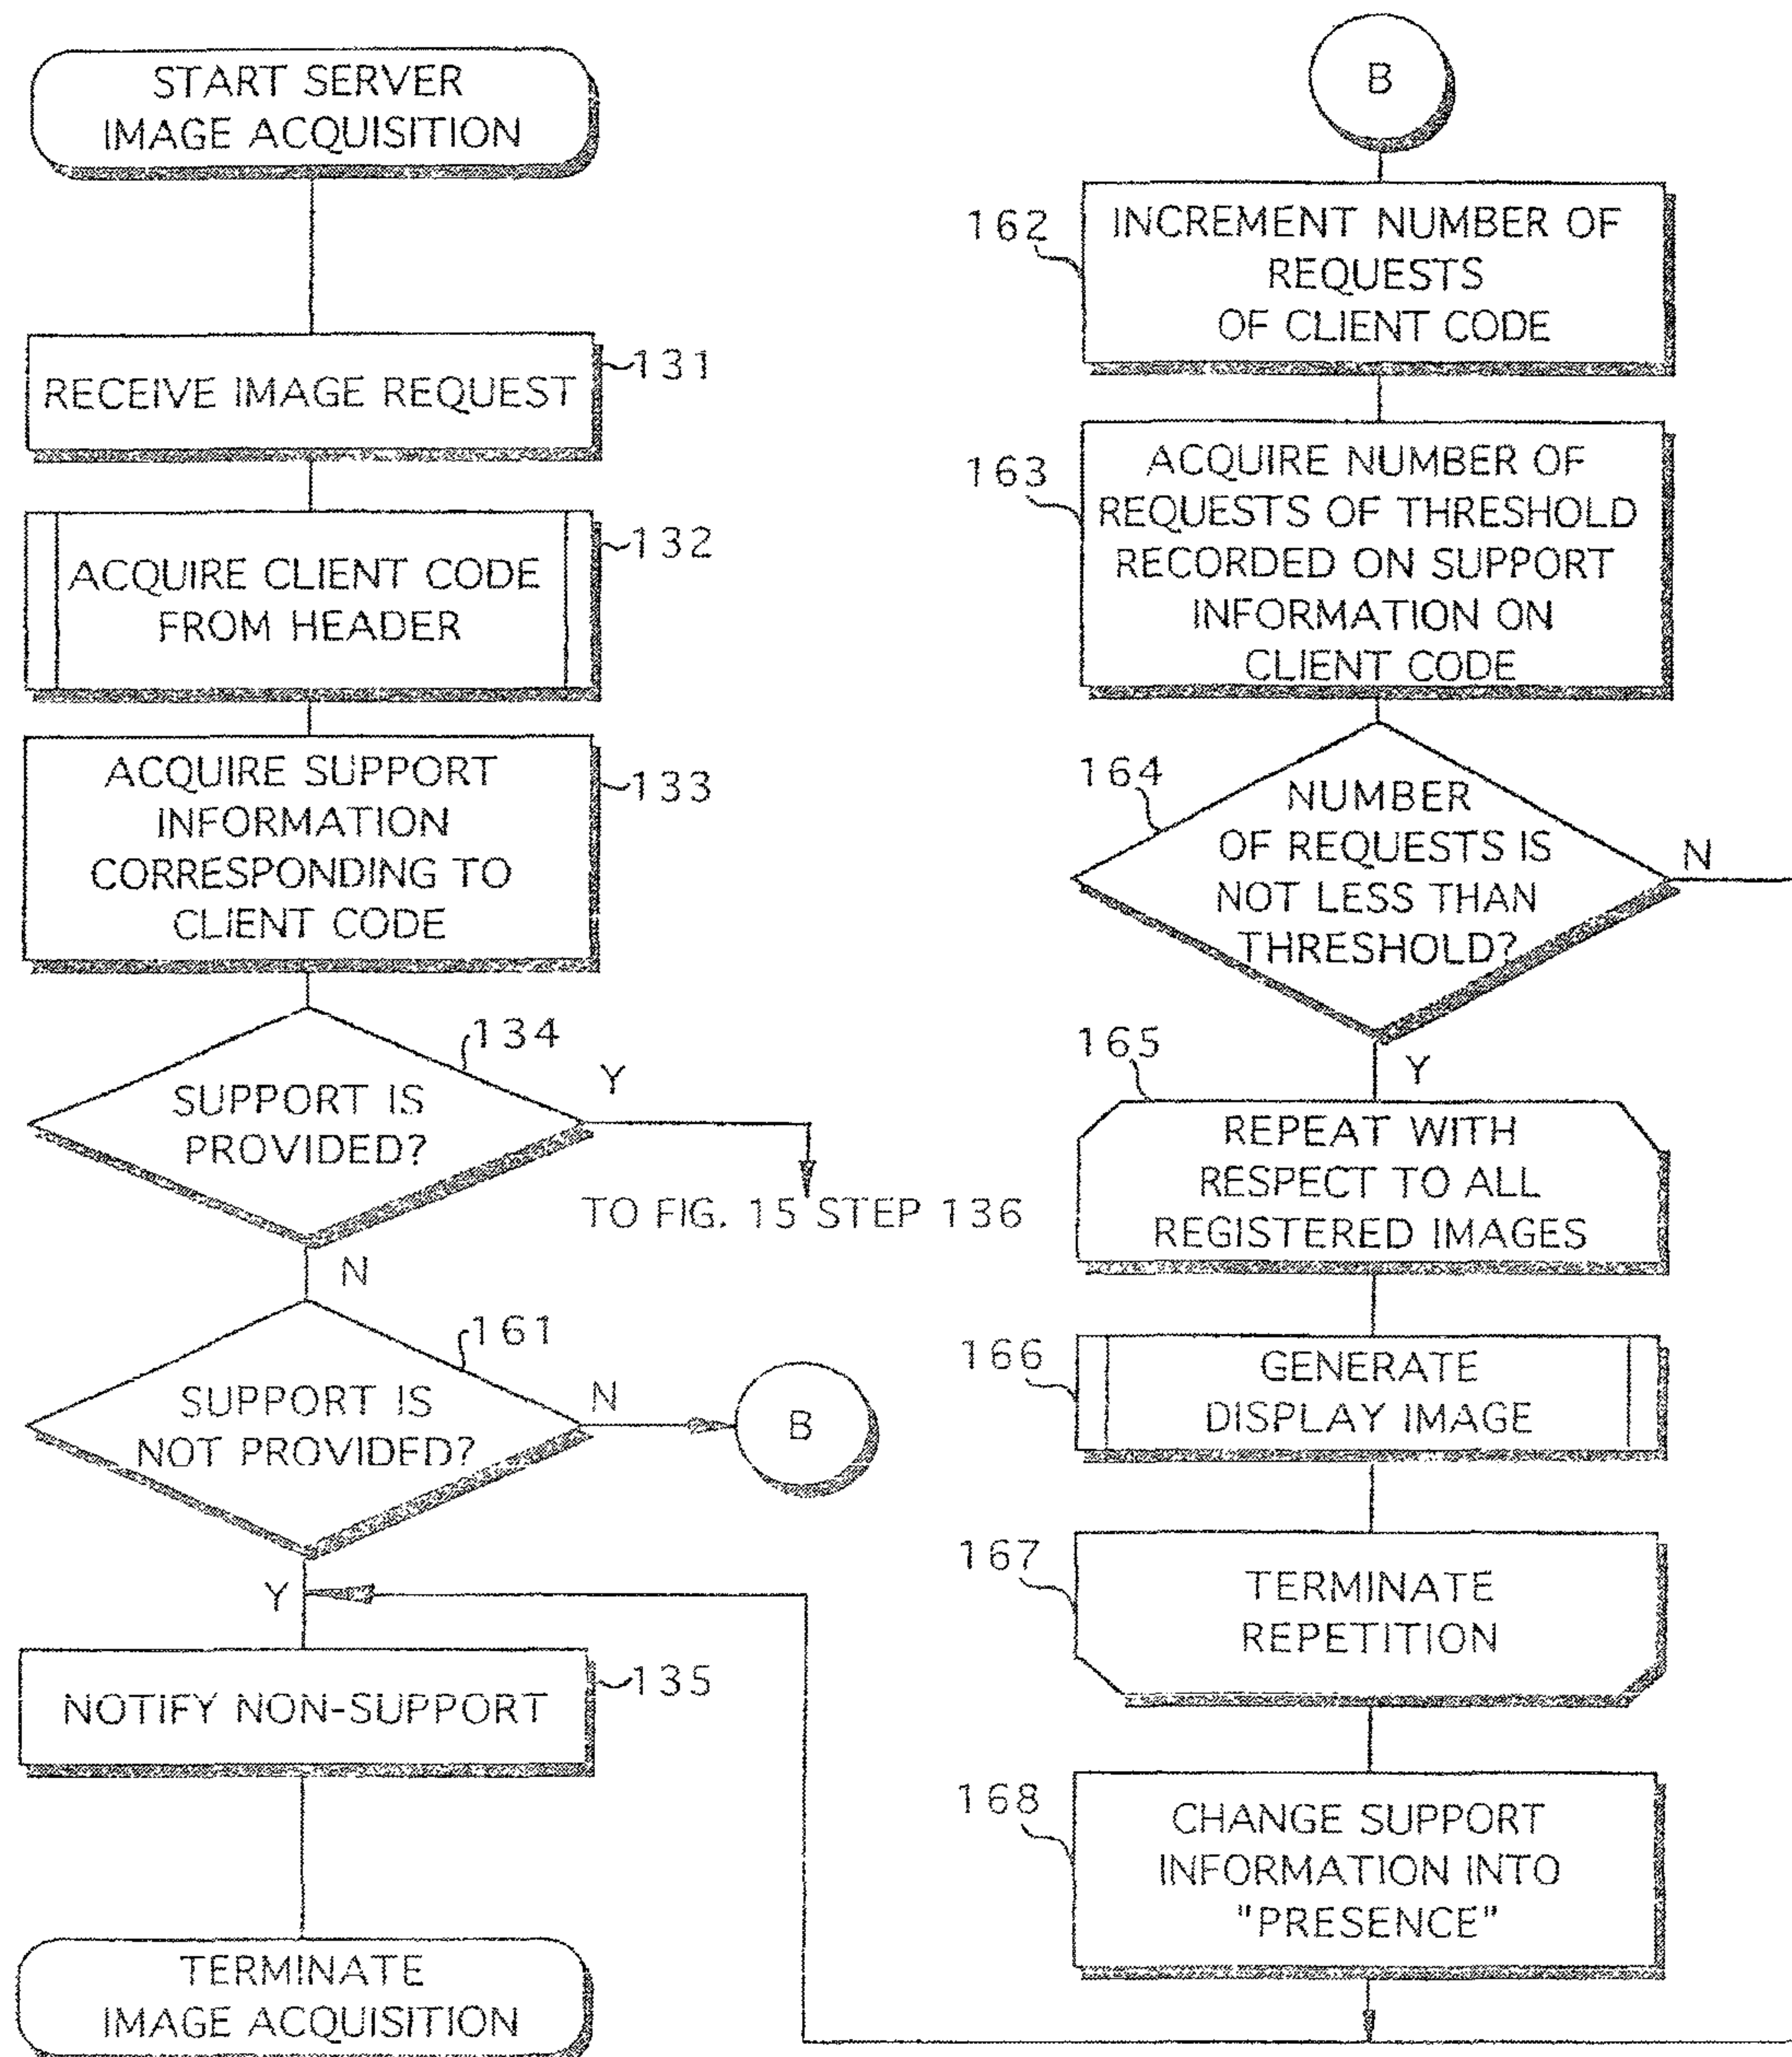 START SERVER
IMAGE ACQUISITION
RECEIVE IMAGE REQUEST
131
ACQUIRE CLIENT CODE
FROM HEADER
132
ACQUIRE SUPPORT
INFORMATION
CORRESPONDING TO
CLIENT CODE
133
134
SUPPORT IS
PROVIDED?
Y
TO FIG. 15 STEP 136
N
161
SUPPORT IS
NOT PROVIDED?
N
B
Y
NOTIFY NON-SUPPORT
135
TERMINATE
IMAGE ACQUISITION
B
162
INCREMENT NUMBER OF
REQUESTS
OF CLIENT CODE
163
ACQUIRE NUMBER OF
REQUESTS OF THRESHOLD
RECORDED ON SUPPORT
INFORMATION ON
CLIENT CODE
164
NUMBER
OF REQUESTS IS
NOT LESS THAN
THRESHOLD?
N
Y
165
REPEAT WITH
RESPECT TO ALL
REGISTERED IMAGES
166
GENERATE
DISPLAY IMAGE
167
TERMINATE
REPETITION
168
CHANGE SUPPORT
INFORMATION INTO
"PRESENCE"